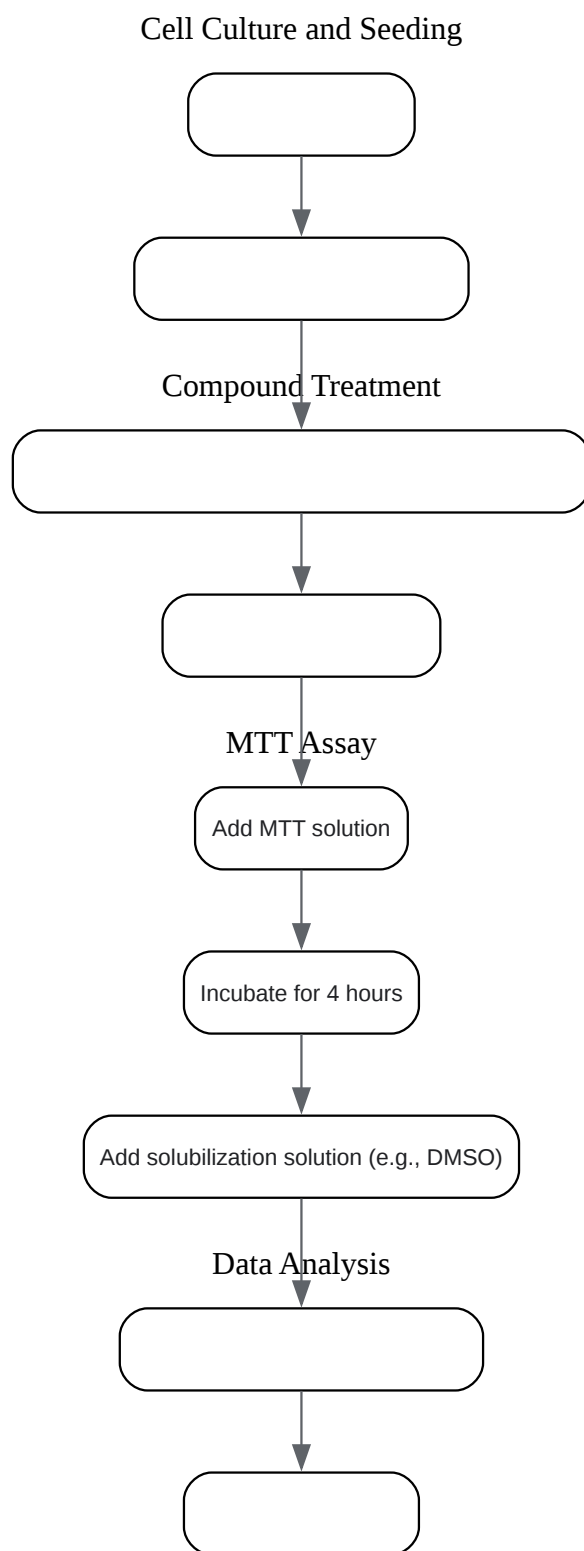 Cell Culture and Seeding
Compound Treatment
MTT Assay
Add MTT solution
Incubate for 4 hours
Add solubilization solution (e.g., DMSO)
Data Analysis